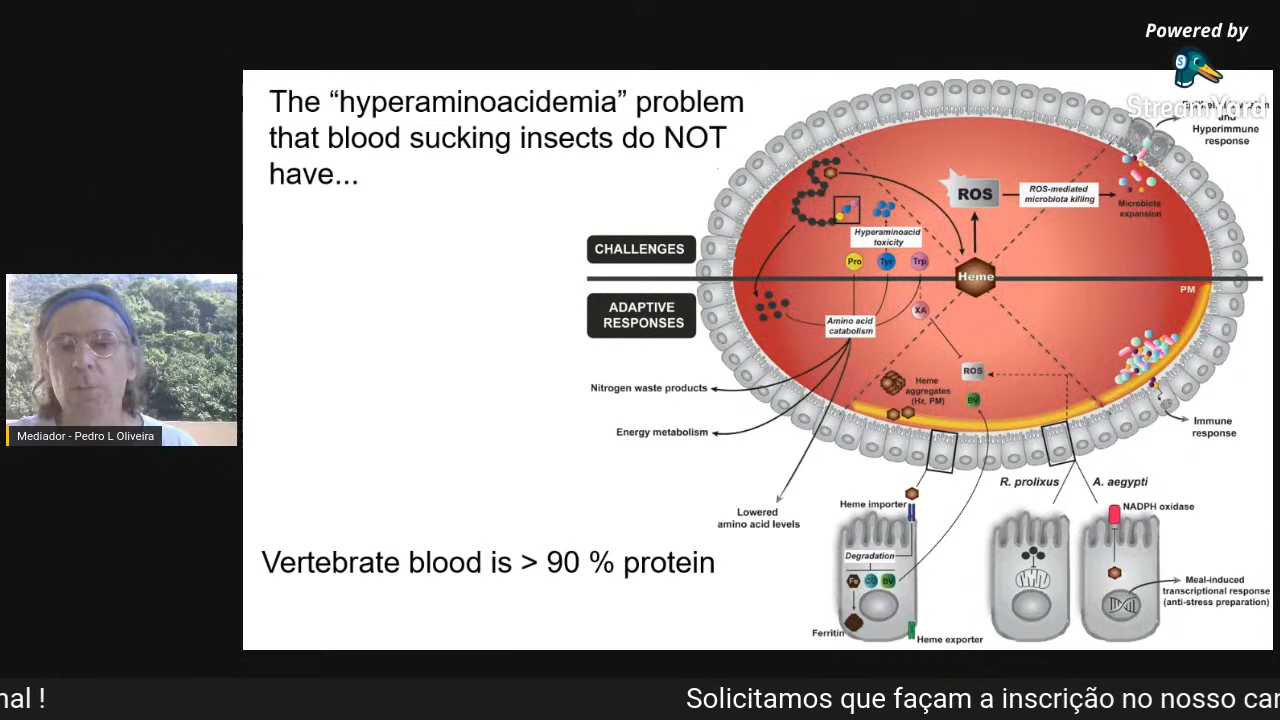 Powered by
StreamYard
The “hyperaminoacidemia” problem
that blood sucking insects do NOT
have...
and
Hyperimmune
response
ROS
ROS-mediated
microbiota killing
Microbiota
expansion
Hyperaminoacid
toxicity
CHALLENGES
Pro
Tyr
Trp
Heme
ADAPTIVE
RESPONSES
PM
XA
Amino acid
catabolism
ROS
BV
Heme
aggregates
(Hz, PM)
Nitrogen waste products
Energy metabolism
Immune
response
Lowered
amino acid levels
R. prolixus
A. aegypti
Heme importer
NADPH oxidase
Degradation
Fe
CO
BV
Meal-induced
transcriptional response
(anti-stress preparation)
Ferritin
Heme exporter
Vertebrate blood is > 90 % protein
Mediador - Pedro L Oliveira
nal !
Solicitamos que façam a inscrição no nosso can